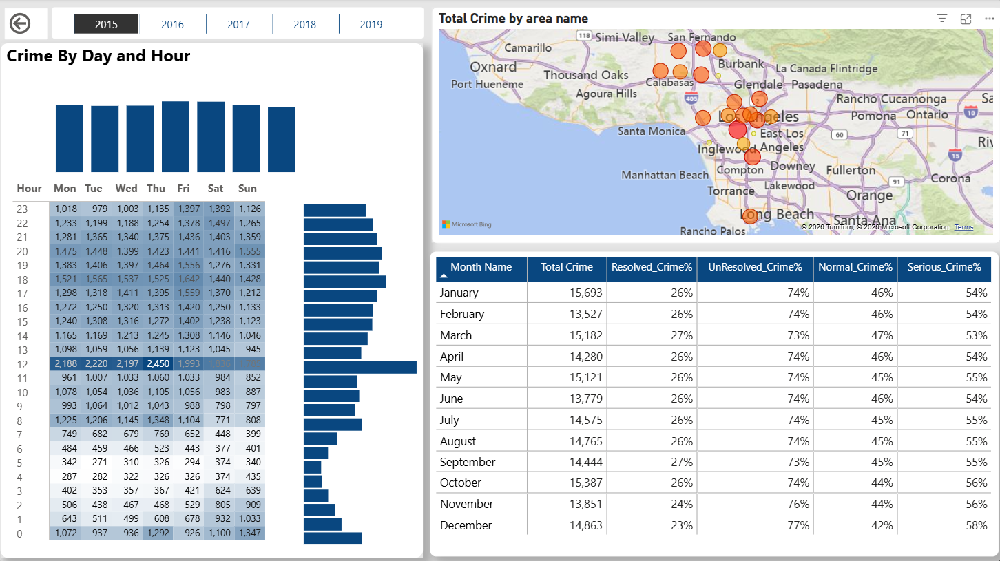 2015 2016 2017 2018 2019
Crime By Day and Hour
Hour Mon Tue Wed Thu Fri Sat Sun
23 1,018 979 1,003 1,135 1,397 1,392 1,126
22 1,233 1,199 1,188 1,254 1,378 1,497 1,265
21 1,281 1,365 1,340 1,375 1,436 1,403 1,359
20 1,475 1,448 1,399 1,423 1,441 1,416 1,555
19 1,383 1,406 1,397 1,464 1,556 1,276 1,331
18 1,521 1,565 1,537 1,525 1,642 1,440 1,428
17 1,298 1,318 1,411 1,395 1,559 1,370 1,212
16 1,272 1,250 1,320 1,313 1,420 1,250 1,133
15 1,240 1,308 1,316 1,272 1,402 1,238 1,123
14 1,165 1,169 1,213 1,245 1,308 1,146 1,046
13 1,098 1,059 1,056 1,139 1,123 1,045 945
12 2,188 2,220 2,197 2,450 1,993
11 961 1,007 1,033 1,060 1,033 984 852
10 1,078 1,054 1,036 1,105 1,056 983 887
9 993 1,064 1,012 1,043 988 798 797
8 1,225 1,206 1,145 1,348 1,104 771 808
7 749 682 679 769 652 448 399
6 484 459 466 523 443 377 401
5 342 271 310 326 294 374 340
4 287 282 322 326 326 374 435
3 402 353 357 367 421 624 639
2 506 438 467 468 529 805 909
1 643 511 499 608 678 932 1,033
0 1,072 937 936 1,292 926 1,100 1,347
Total Crime by area name
118 Simi Valley San Fernando
Camarillo
Oxnard
Burbank
La Canada Flintridge
Thousand Oaks
Port Hueneme
Calabasas
Glendale Pasadena
Agoura Hills
405
2
Rancho Cucamonga
Sa
Los Angeles
Pomona Ontario
10
Santa Monica
East Los
Angeles
60
71
Riv
Inglewood
15
Manhattan Beach
Compton Downey Fullerton
91
Corona
Torrance Lakewood
Orange
Long Beach
Santa Ana
Microsoft Bing
Rancho Palos
© 2026 TomTom, © 2026 Microsoft Corporation Terms
Month Name Total Crime Resolved_Crime% UnResolved_Crime% Normal_Crime% Serious_Crime%
January 15,693 26% 74% 46% 54%
February 13,527 26% 74% 46% 54%
March 15,182 27% 73% 47% 53%
April 14,280 26% 74% 46% 54%
May 15,121 26% 74% 45% 55%
June 13,779 26% 74% 46% 54%
July 14,575 26% 74% 45% 55%
August 14,765 26% 74% 45% 55%
September 14,444 27% 73% 45% 55%
October 15,387 26% 74% 44% 56%
November 13,851 24% 76% 44% 56%
December 14,863 23% 77% 42% 58%